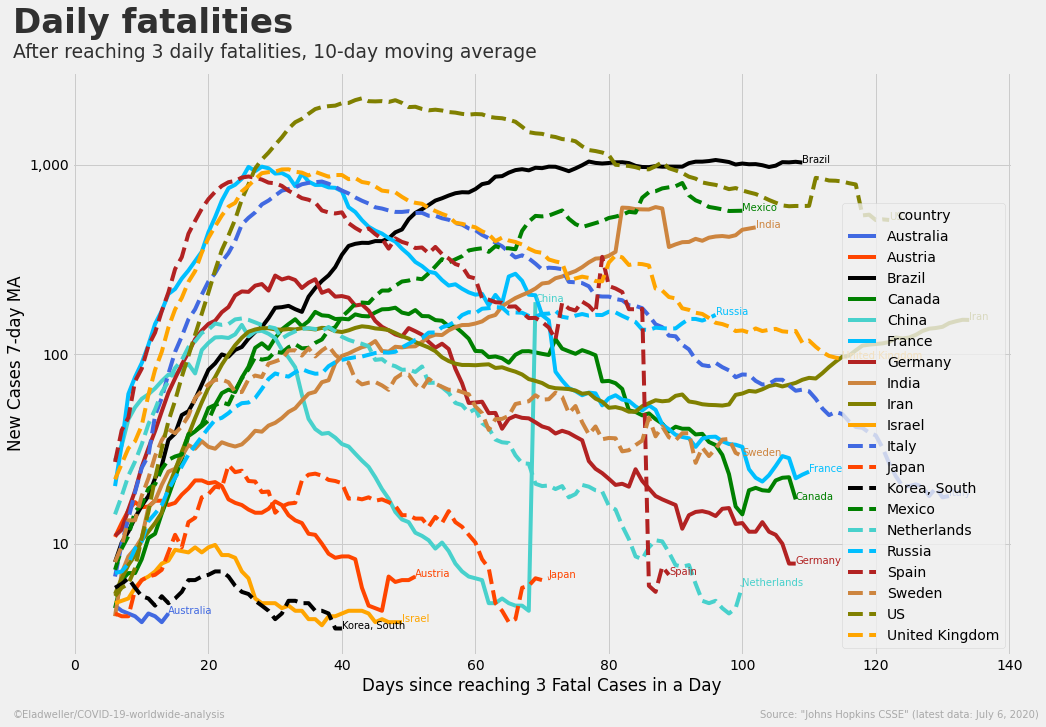 Daily fatalities
After reaching 3 daily fatalities, 10-day moving average
New Cases 7-day MA
1,000
100
10
0
20
40
60
80
100
120
140
Days since reaching 3 Fatal Cases in a Day
Brazil
Mexico
India
China
Russia
Iran
Sweden
France
Canada
Germany
Spain
Netherlands
Austria
Japan
Australia
Israel
Korea, South
country
Australia
Austria
Brazil
Canada
China
France
Germany
India
Iran
Israel
Italy
Japan
Korea, South
Mexico
Netherlands
Russia
Spain
Sweden
US
United Kingdom
©Eladweller/COVID-19-worldwide-analysis
Source: "Johns Hopkins CSSE" (latest data: July 6, 2020)